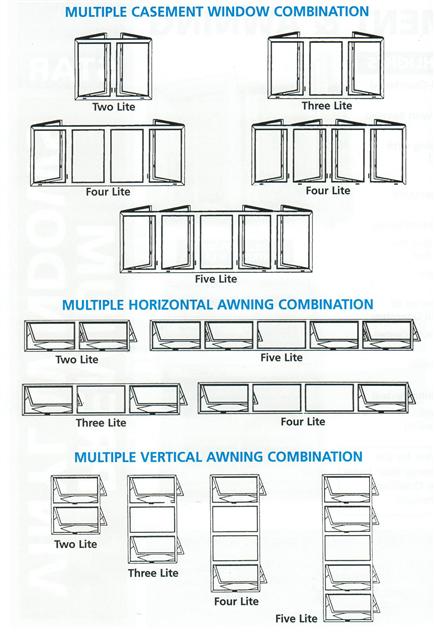 MULTIPLE CASEMENT WINDOW COMBINATION
Two Lite
Three Lite
Four Lite
Four Lite
Five Lite
MULTIPLE HORIZONTAL AWNING COMBINATION
Two Lite
Five Lite
Three Lite
Four Lite
MULTIPLE VERTICAL AWNING COMBINATION
Two Lite
Three Lite
Four Lite
Five Lite